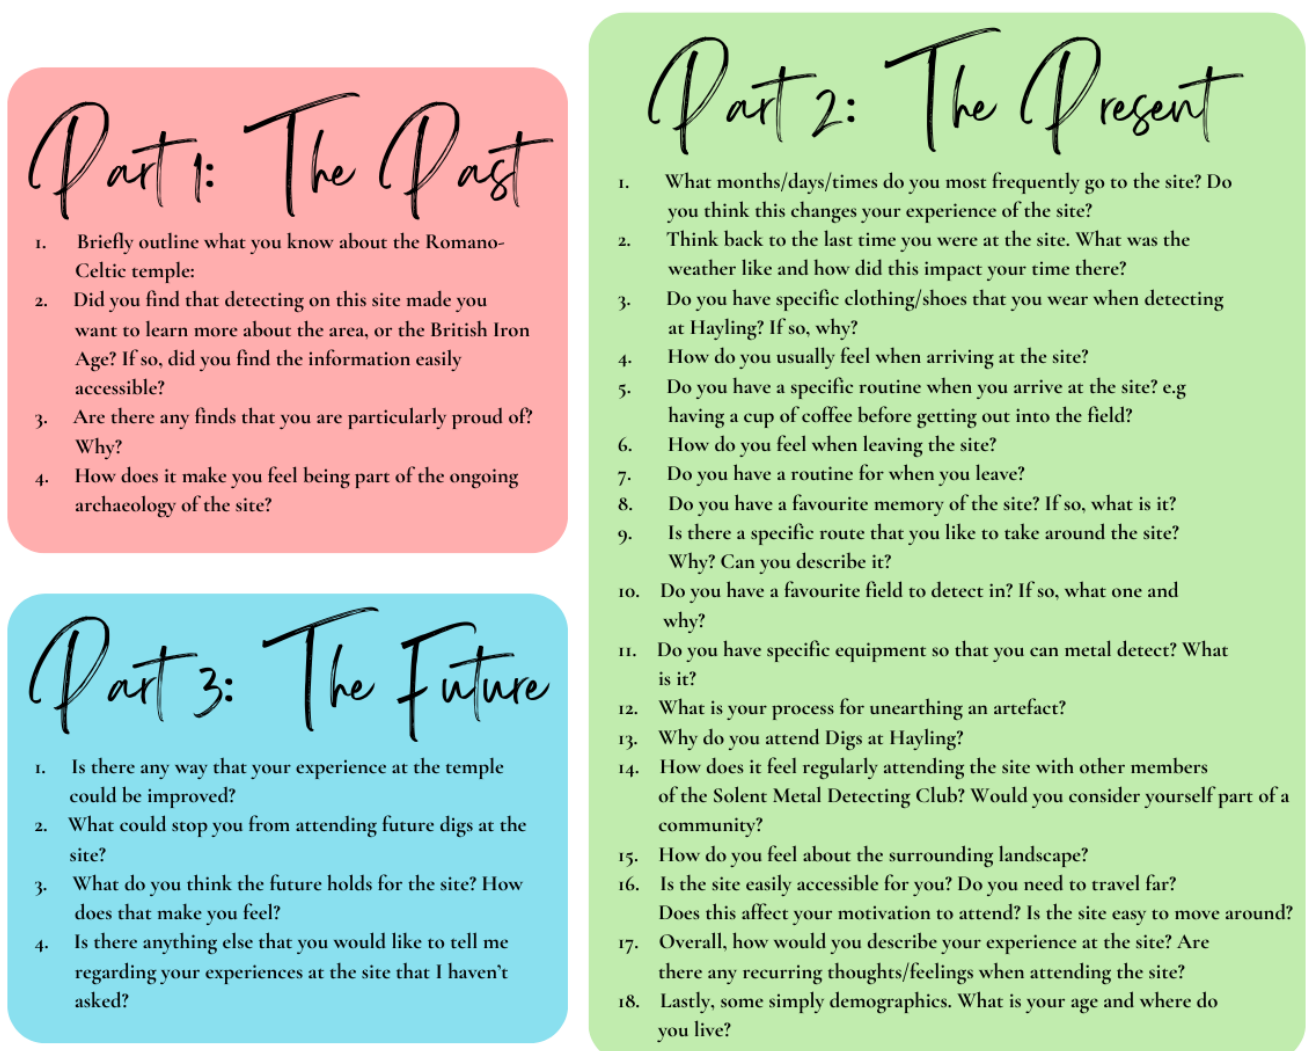 Part 1: The Past
1. Briefly outline what you know about the Romano-
Celtic temple:
2. Did you find that detecting on this site made you
want to learn more about the area, or the British Iron
Age? If so, did you find the information easily
accessible?
3. Are there any finds that you are particularly proud of?
Why?
4. How does it make you feel being part of the ongoing
archaeology of the site?
Part 2: The Present
1. What months/days/times do you most frequently go to the site? Do
you think this changes your experience of the site?
2. Think back to the last time you were at the site. What was the
weather like and how did this impact your time there?
3. Do you have specific clothing/shoes that you wear when detecting
at Hayling? If so, why?
4. How do you usually feel when arriving at the site?
5. Do you have a specific routine when you arrive at the site? e.g
having a cup of coffee before getting out into the field?
6. How do you feel when leaving the site?
7. Do you have a routine for when you leave?
8. Do you have a favourite memory of the site? If so, what is it?
9. Is there a specific route that you like to take around the site?
Why? Can you describe it?
10. Do you have a favourite field to detect in? If so, what one and
why?
11. Do you have specific equipment so that you can metal detect? What
is it?
12. What is your process for unearthing an artefact?
13. Why do you attend Digs at Hayling?
14. How does it feel regularly attending the site with other members
of the Solent Metal Detecting Club? Would you consider yourself part of a
community?
15. How do you feel about the surrounding landscape?
16. Is the site easily accessible for you? Do you need to travel far?
Does this affect your motivation to attend? Is the site easy to move around?
17. Overall, how would you describe your experience at the site? Are
there any recurring thoughts/feelings when attending the site?
18. Lastly, some simply demographics. What is your age and where do
you live?
Part 3: The Future
1. Is there any way that your experience at the temple
could be improved?
2. What could stop you from attending future digs at the
site?
3. What do you think the future holds for the site? How
does that make you feel?
4. Is there anything else that you would like to tell me
regarding your experiences at the site that I haven't
asked?